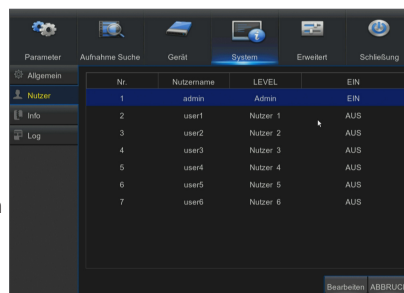 Parameter Aufnahme Suche Gerät System Erweitert Schließung
Allgemein
Nutzer
Info
Log
Nr. Nutzername LEVEL EIN
1 admin Admin EIN
2 user1 Nutzer 1 AUS
3 user2 Nutzer 2 AUS
4 user3 Nutzer 3 AUS
5 user4 Nutzer 4 AUS
6 user5 Nutzer 5 AUS
7 user6 Nutzer 6 AUS
Bearbeiten ABBRUCH